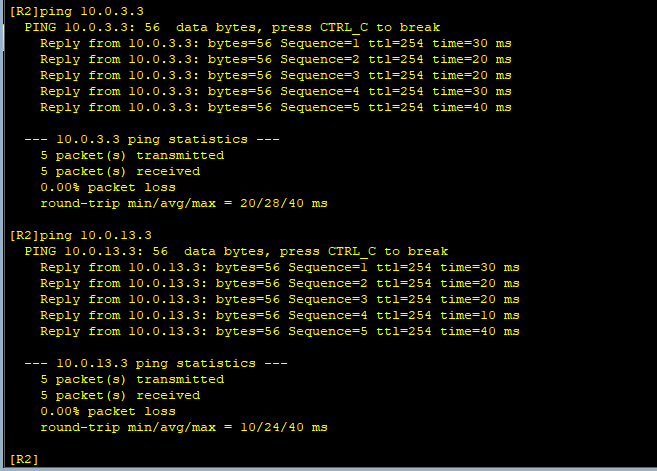 [R2]ping 10.0.3.3
PING 10.0.3.3: 56  data bytes, press CTRL_C to break
Reply from 10.0.3.3: bytes=56 Sequence=1 ttl=254 time=30 ms
Reply from 10.0.3.3: bytes=56 Sequence=2 ttl=254 time=20 ms
Reply from 10.0.3.3: bytes=56 Sequence=3 ttl=254 time=20 ms
Reply from 10.0.3.3: bytes=56 Sequence=4 ttl=254 time=30 ms
Reply from 10.0.3.3: bytes=56 Sequence=5 ttl=254 time=40 ms
--- 10.0.3.3 ping statistics ---
5 packet(s) transmitted
5 packet(s) received
0.00% packet loss
round-trip min/avg/max = 20/28/40 ms
[R2]ping 10.0.13.3
PING 10.0.13.3: 56  data bytes, press CTRL_C to break
Reply from 10.0.13.3: bytes=56 Sequence=1 ttl=254 time=30 ms
Reply from 10.0.13.3: bytes=56 Sequence=2 ttl=254 time=20 ms
Reply from 10.0.13.3: bytes=56 Sequence=3 ttl=254 time=20 ms
Reply from 10.0.13.3: bytes=56 Sequence=4 ttl=254 time=10 ms
Reply from 10.0.13.3: bytes=56 Sequence=5 ttl=254 time=40 ms
--- 10.0.13.3 ping statistics ---
5 packet(s) transmitted
5 packet(s) received
0.00% packet loss
round-trip min/avg/max = 10/24/40 ms
[R2]